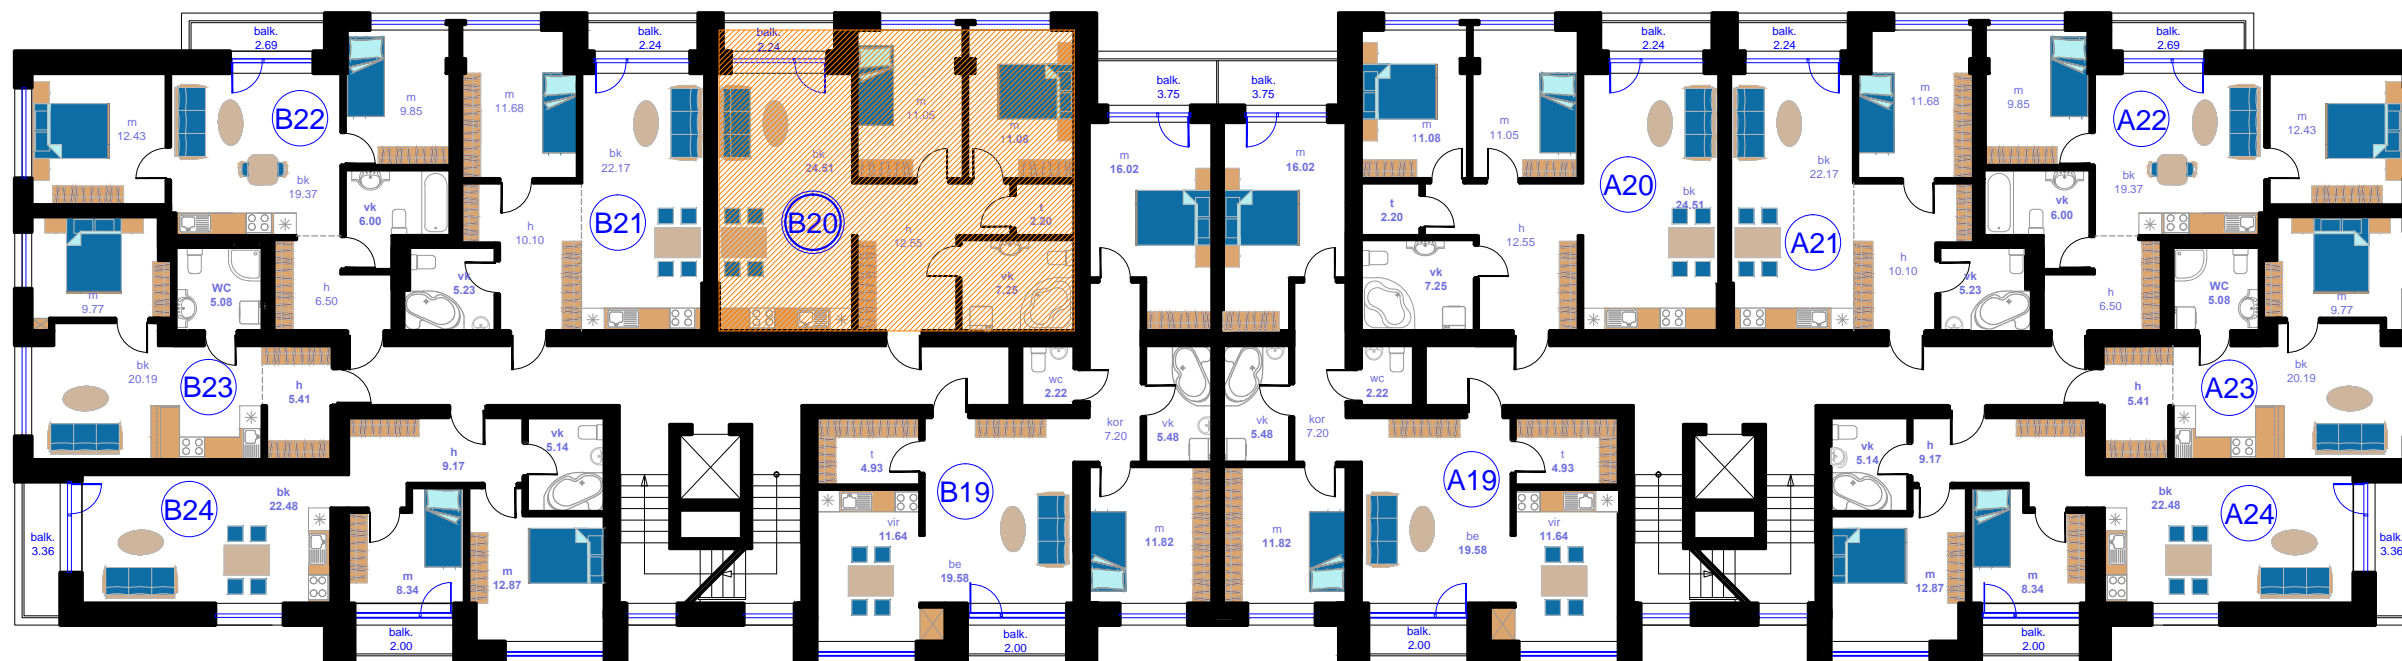 balk.
2.69
balk.
2.24
balk.
2.24
balk.
3.75
balk.
3.75
balk.
2.24
balk.
2.24
balk.
2.69
m
12.43
B22
bk
19.37
m
9.85
vk
6.00
m
11.68
h
10.10
bk
22.17
B21
bk
24.51
B20
m
11.05
m
11.08
t
2.20
h
12.55
vk
7.25
m
16.02
m
16.02
m
11.08
m
11.05
t
2.20
h
12.55
vk
7.25
A20
bk
24.51
bk
22.17
A21
m
11.68
h
10.10
m
9.85
vk
6.00
A22
bk
19.37
m
12.43
m
9.77
WC
5.08
h
6.50
vk
5.23
vk
5.23
h
6.50
WC
5.08
m
9.77
bk
20.19
B23
h
5.41
wc
2.22
kor
7.20
vk
5.48
vk
5.48
kor
7.20
wc
2.22
h
5.41
A23
bk
20.19
balk.
3.36
B24
bk
22.48
h
9.17
vk
5.14
m
8.34
m
12.87
balk.
2.00
t
4.93
B19
vir
11.64
be
19.58
balk.
2.00
m
11.82
m
11.82
A19
be
19.58
t
4.93
vir
11.64
balk.
2.00
vk
5.14
h
9.17
m
12.87
m
8.34
balk.
2.00
bk
22.48
A24
balk.
3.36